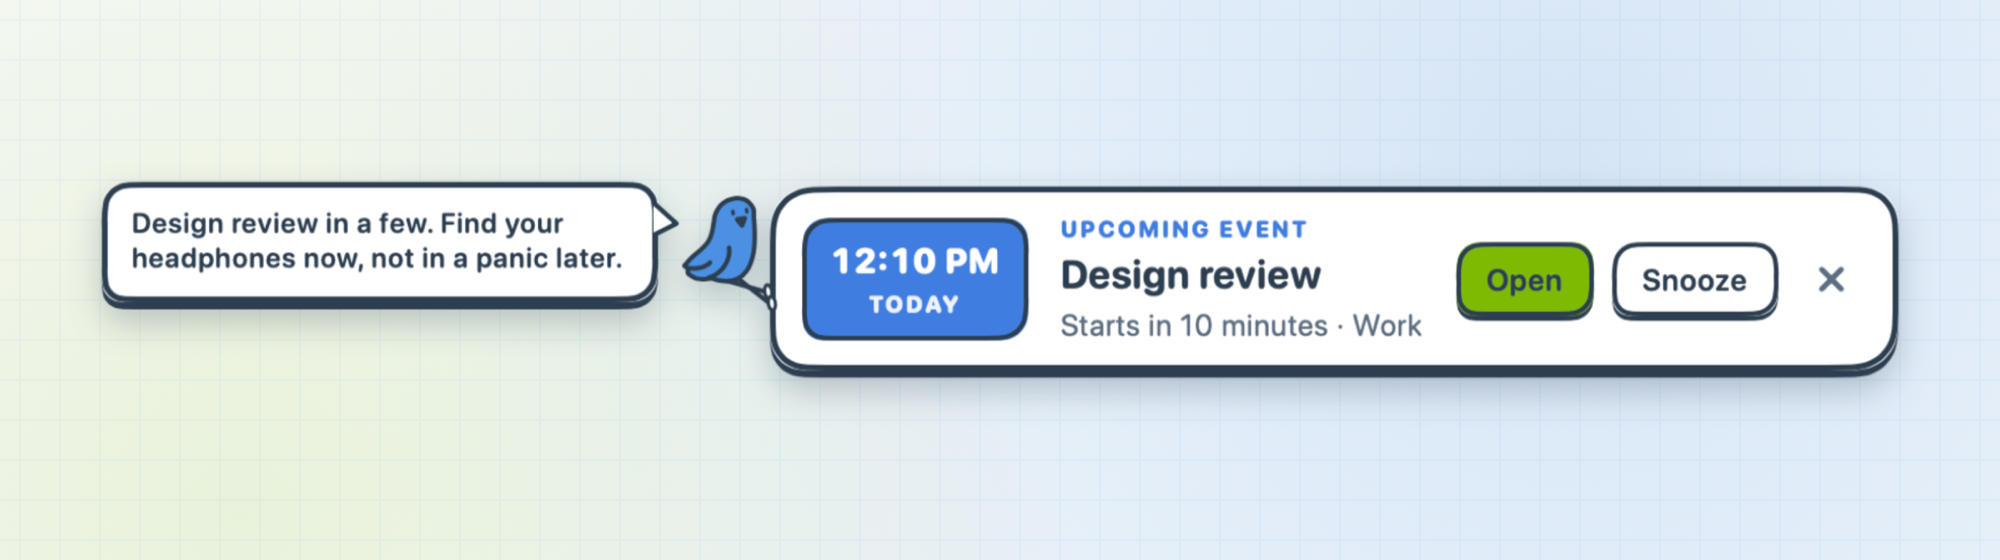 Design review in a few. Find your
headphones now, not in a panic later.
12:10 PM
TODAY
UPCOMING EVENT
Design review
Starts in 10 minutes · Work
Open
Snooze